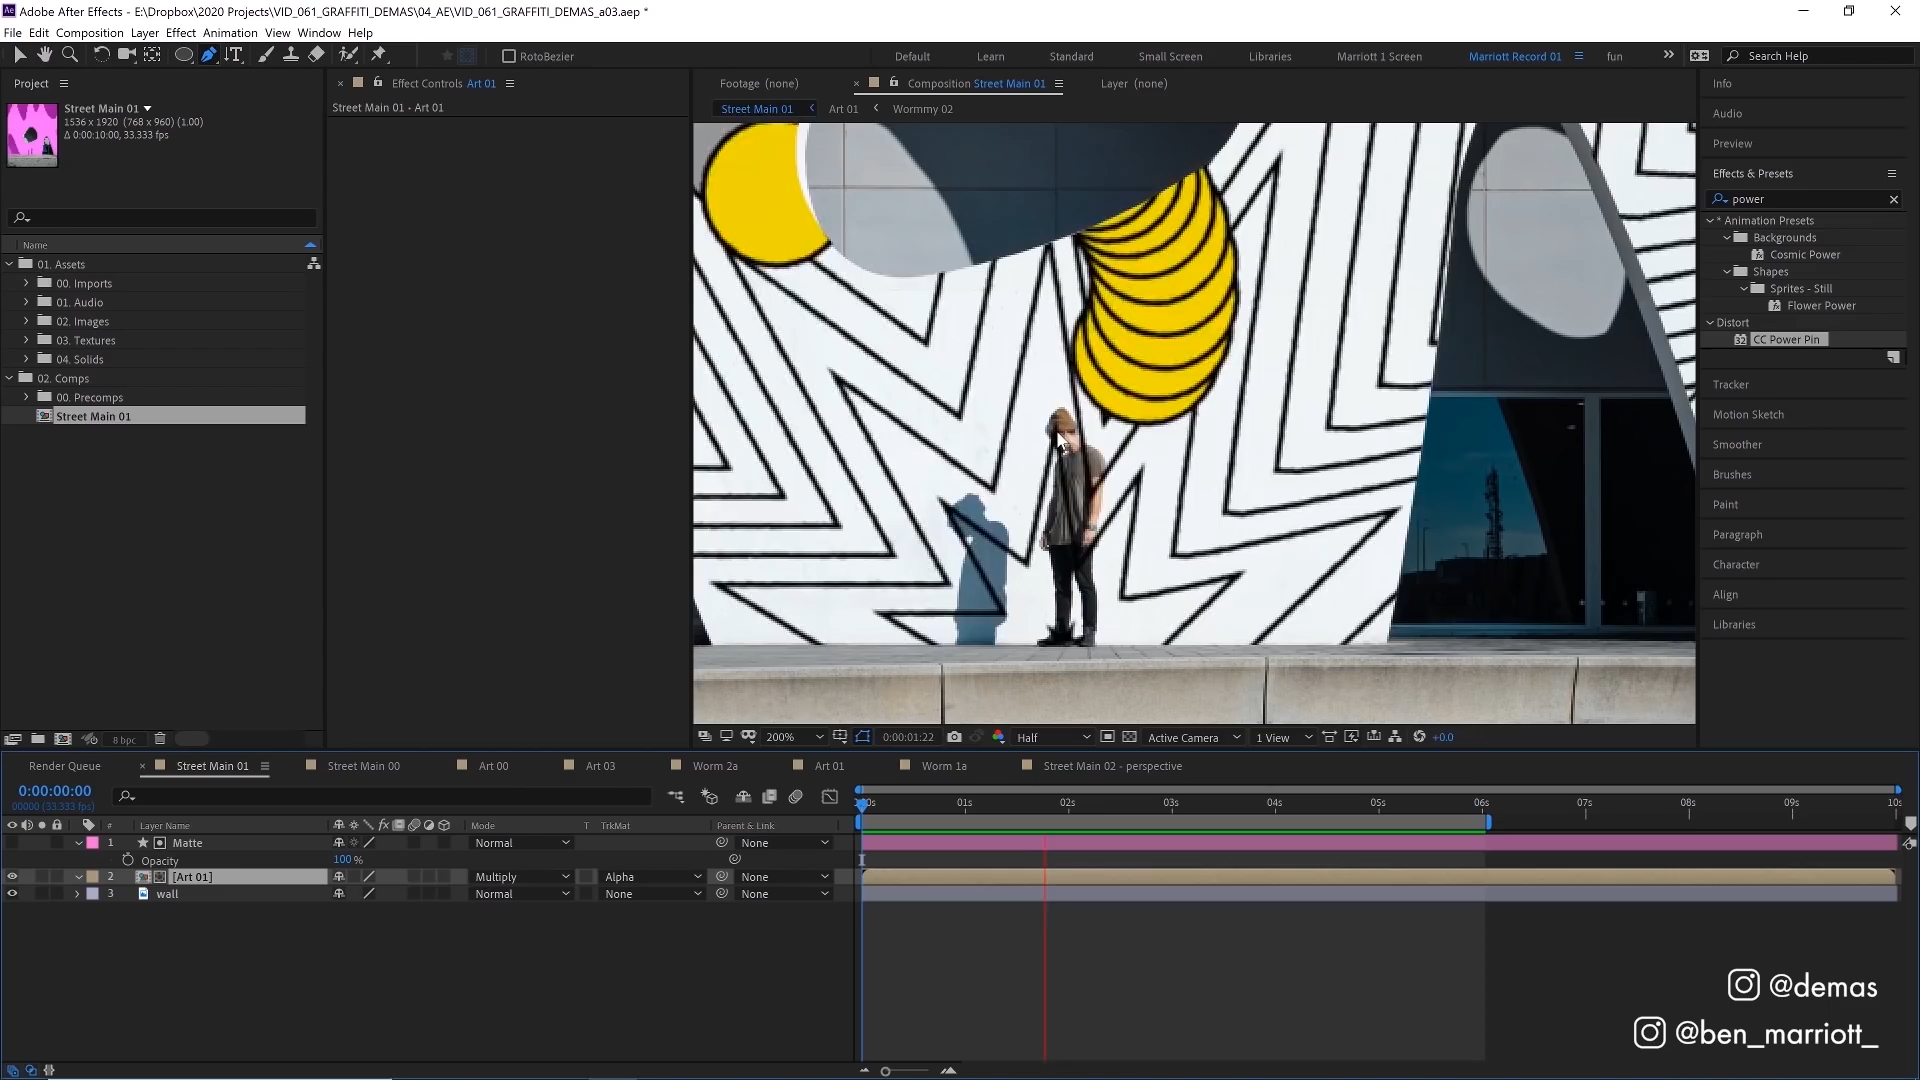 Adobe After Effects - E:\Dropbox\2020 Projects\VID_061_GRAFFITI_DEMAS\04_AE\VID_061_GRAFFITI_DEMAS_a03.aep *
File Edit Composition Layer Effect Animation View Window Help
RotoBezier Default Learn Standard Small Screen Libraries Marriott 1 Screen Marriott Record 01 fun Search Help
Project
Street Main 01
1536 x 1920 (768 x 960) (1.00)
Δ 0:00:10:00, 33.333 fps
Name
01. Assets
00. Imports
01. Audio
02. Images
03. Textures
04. Solids
02. Comps
00. Precomps
Street Main 01
8 bpc
Effect Controls Art 01
Street Main 01 · Art 01
Footage (none) Composition Street Main 01 Layer (none)
Street Main 01 Art 01 Wormmy 02
200% 0:00:01:22 Half Active Camera 1 View +0.0
Info
Audio
Preview
Effects & Presets
power
* Animation Presets
Backgrounds
Cosmic Power
Shapes
Sprites - Still
Flower Power
Distort
32 CC Power Pin
Tracker
Motion Sketch
Smoother
Brushes
Paint
Paragraph
Character
Align
Libraries
Render Queue Street Main 01 Street Main 00 Art 00 Art 03 Worm 2a Art 01 Worm 1a Street Main 02 - perspective
0:00:00:00
00000 (33.333 fps)
01s 02s 03s 04s 05s 06s 07s 08s 09s
# Layer Name fx Mode T TrkMat Parent & Link
1 Matte Normal None
Opacity 100 %
2 [Art 01] Multiply Alpha None
3 wall Normal None None
@demas
@ben_marriott_